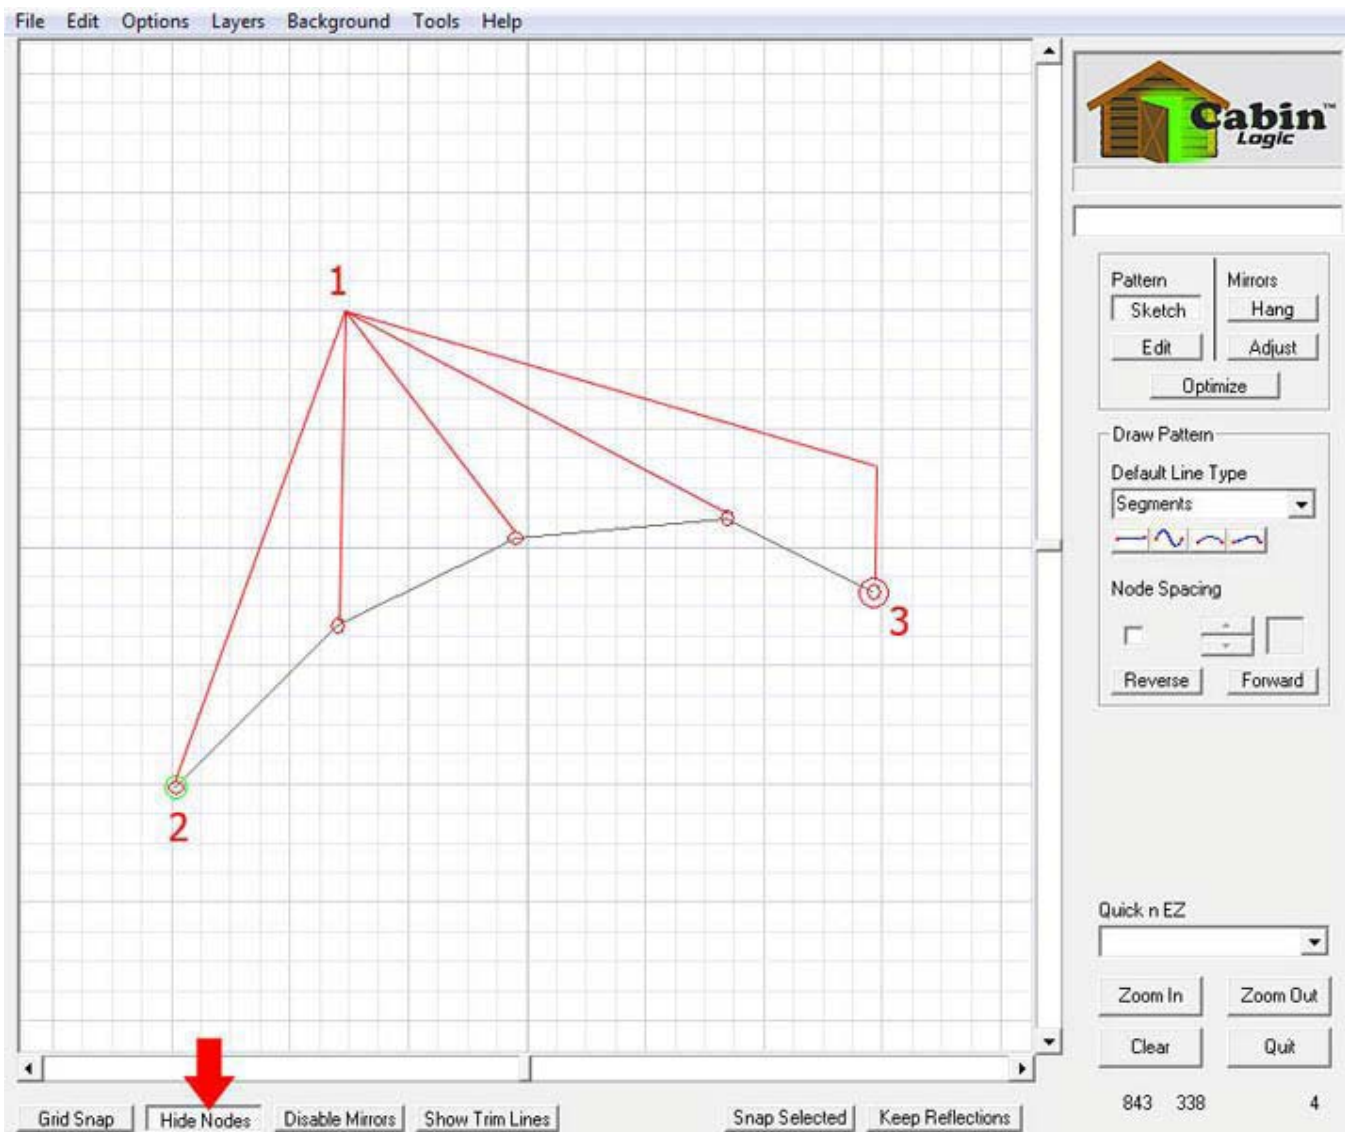 File Edit Options Layers Background Tools Help
Cabin™
Logic
1
2
3
Pattern Mirrors
Sketch Hang
Edit Adjust
Optimize
Draw Pattern
Default Line Type
Segments
Node Spacing
Reverse Forward
Quick n EZ
Zoom In Zoom Out
Clear Quit
843 338 4
Grid Snap Hide Nodes Disable Mirrors Show Trim Lines Snap Selected Keep Reflections